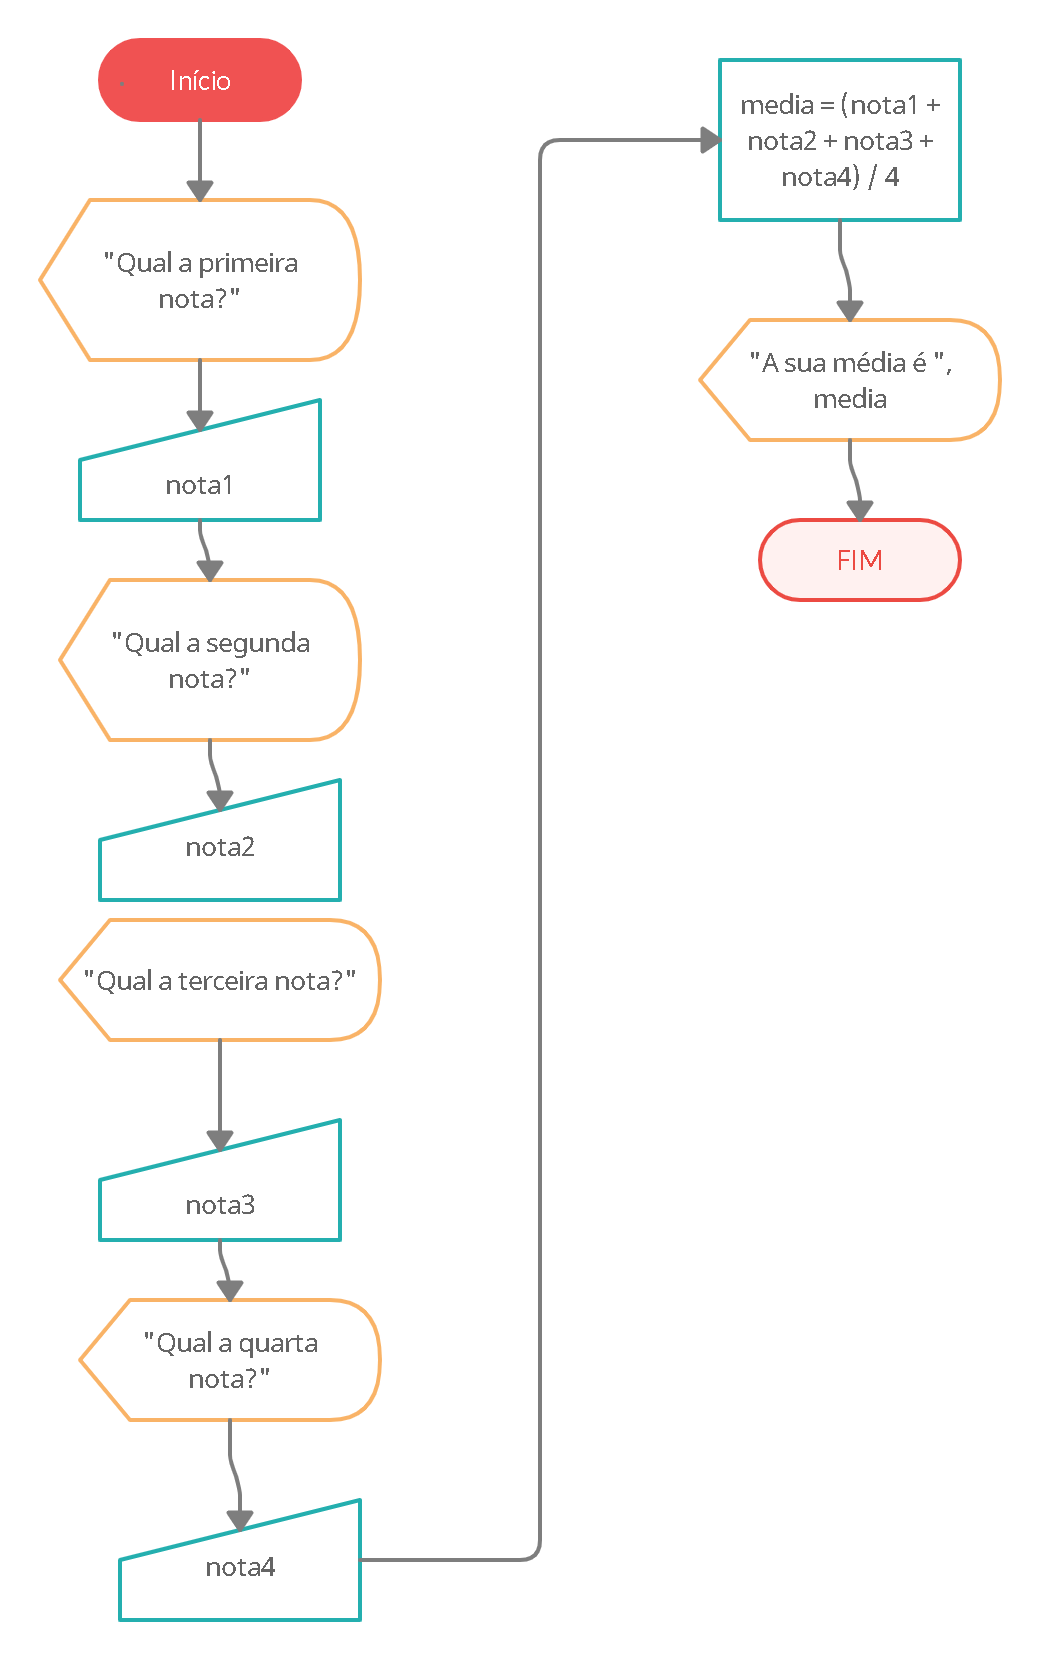 Início
"Qual a primeira
nota?"
nota1
"Qual a segunda
nota?"
nota2
"Qual a terceira nota?"
nota3
"Qual a quarta
nota?"
nota4
media = (nota1 +
nota2 + nota3 +
nota4) / 4
"A sua média é ",
media
FIM